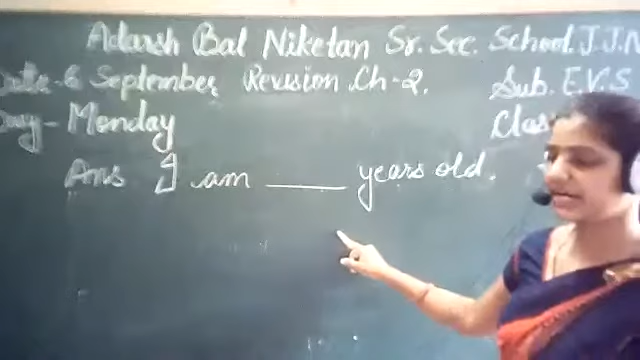 Adarsh Bal Niketan Sr. Sec. School. J.J.N
Date-6 September Revision Ch-2. Sub. E.V.S
Day- Monday Clas
Ans I am ____ years old.